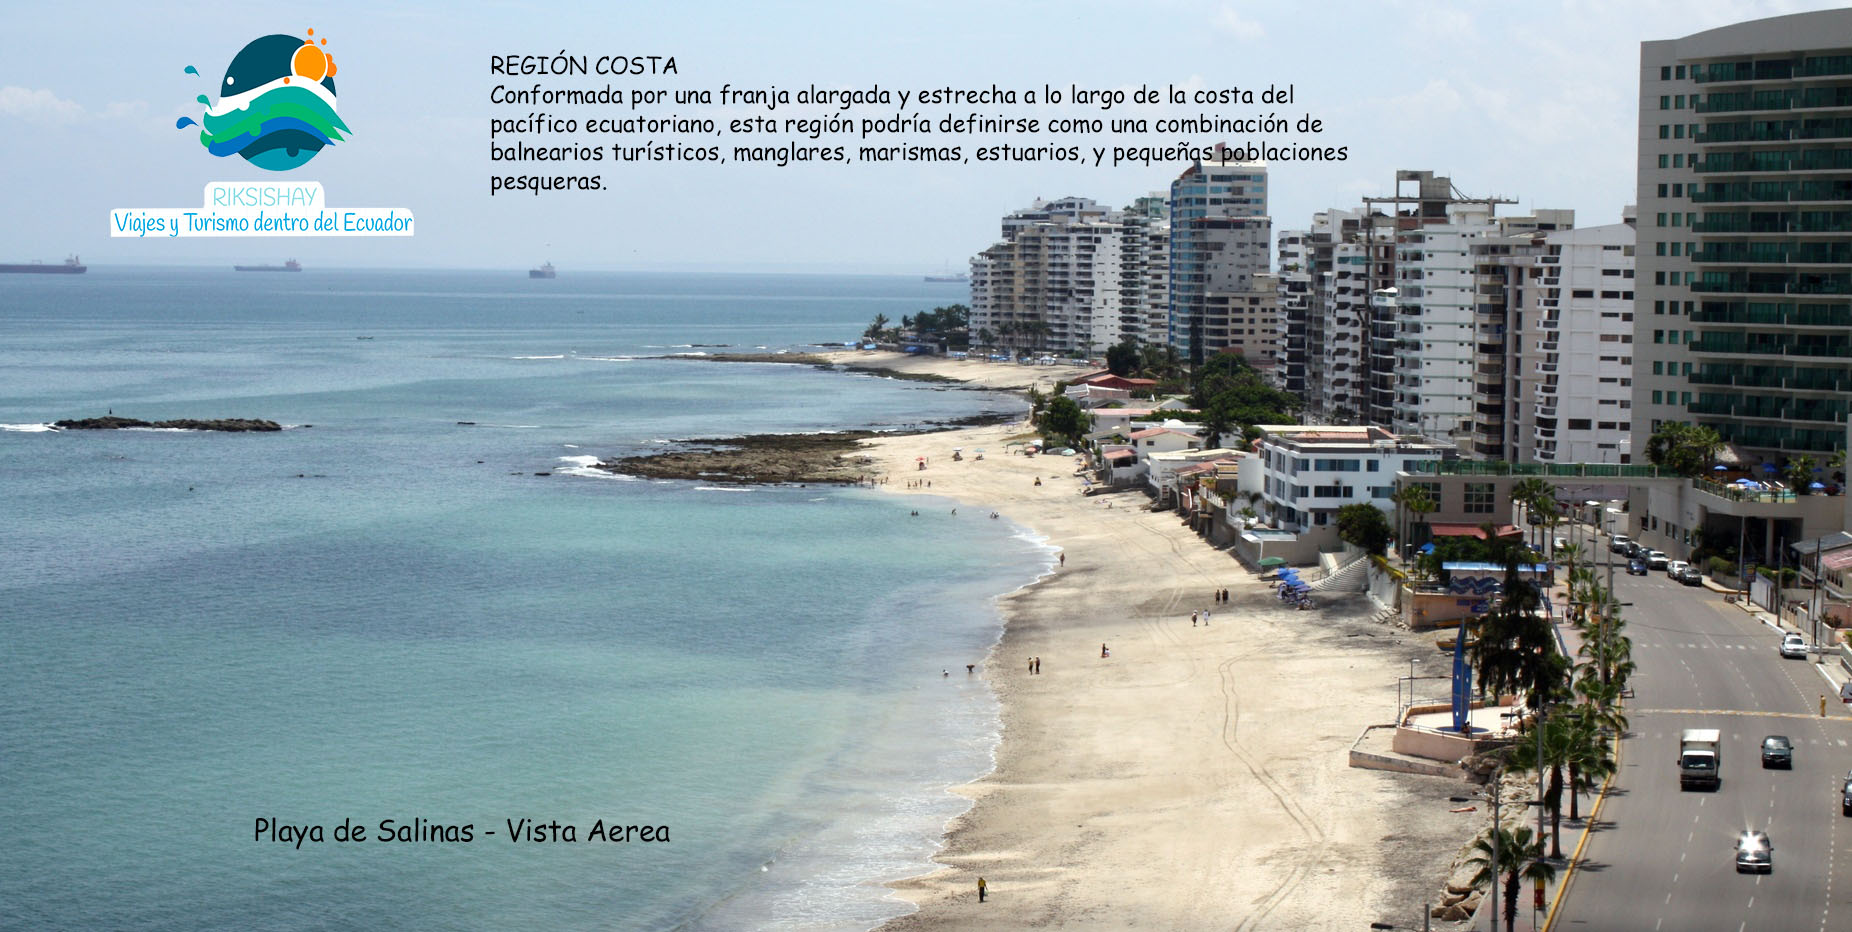 RIKSISHAY
Viajes y Turismo dentro del Ecuador
REGIÓN COSTA
Conformada por una franja alargada y estrecha a lo largo de la costa del
pacífico ecuatoriano, esta región podría definirse como una combinación de
balnearios turísticos, manglares, marismas, estuarios, y pequeñas poblaciones
pesqueras.
Playa de Salinas - Vista Aerea